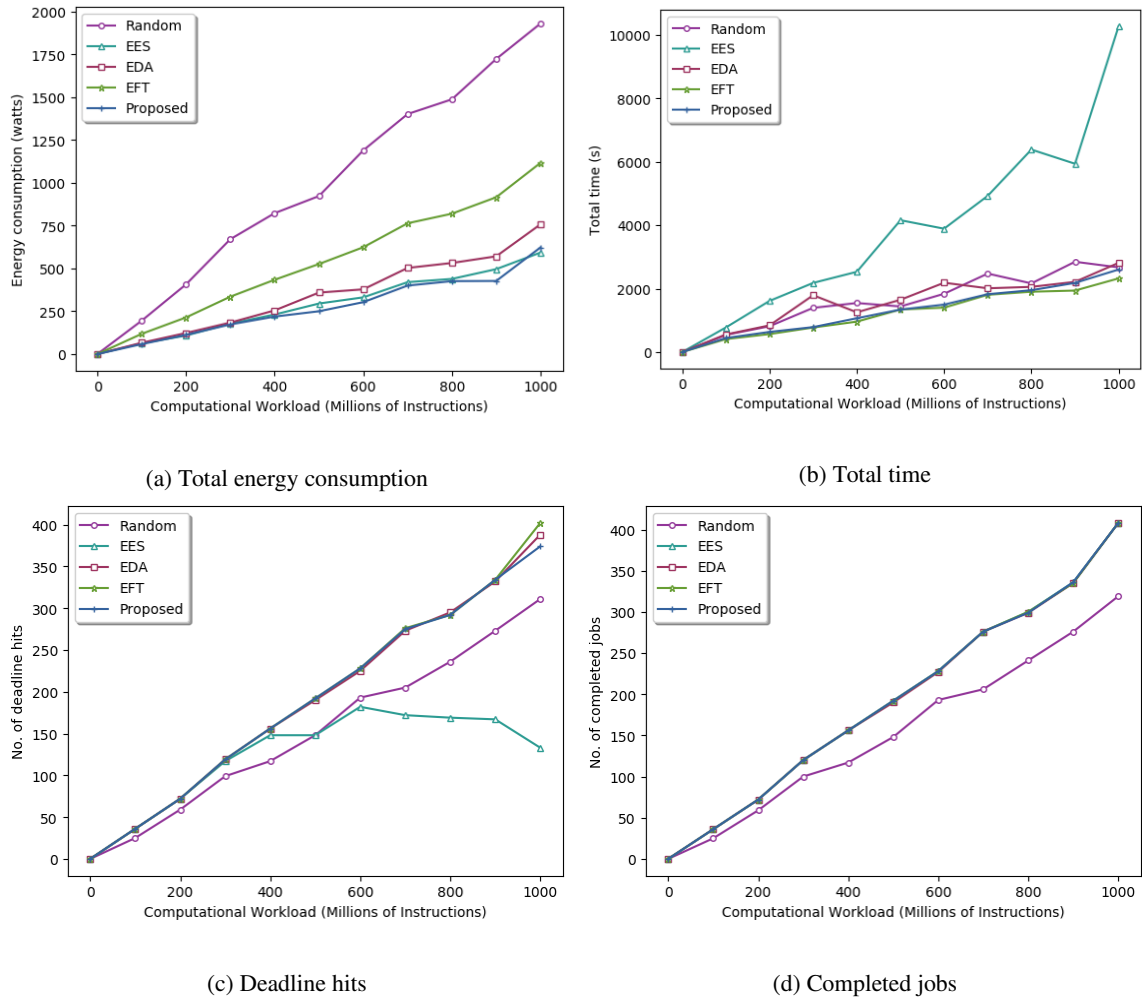 2000
1750
1500
1250
1000
750
500
250
0
Energy consumption (watts)
Random
EES
EDA
EFT
Proposed
0 200 400 600 800 1000
Computational Workload (Millions of Instructions)
(a) Total energy consumption
10000
8000
6000
4000
2000
0
Total time (s)
Random
EES
EDA
EFT
Proposed
0 200 400 600 800 1000
Computational Workload (Millions of Instructions)
(b) Total time
400
350
300
250
200
150
100
50
0
No. of deadline hits
Random
EES
EDA
EFT
Proposed
0 200 400 600 800 1000
Computational Workload (Millions of Instructions)
(c) Deadline hits
400
350
300
250
200
150
100
50
0
No. of completed jobs
Random
EES
EDA
EFT
Proposed
0 200 400 600 800 1000
Computational Workload (Millions of Instructions)
(d) Completed jobs